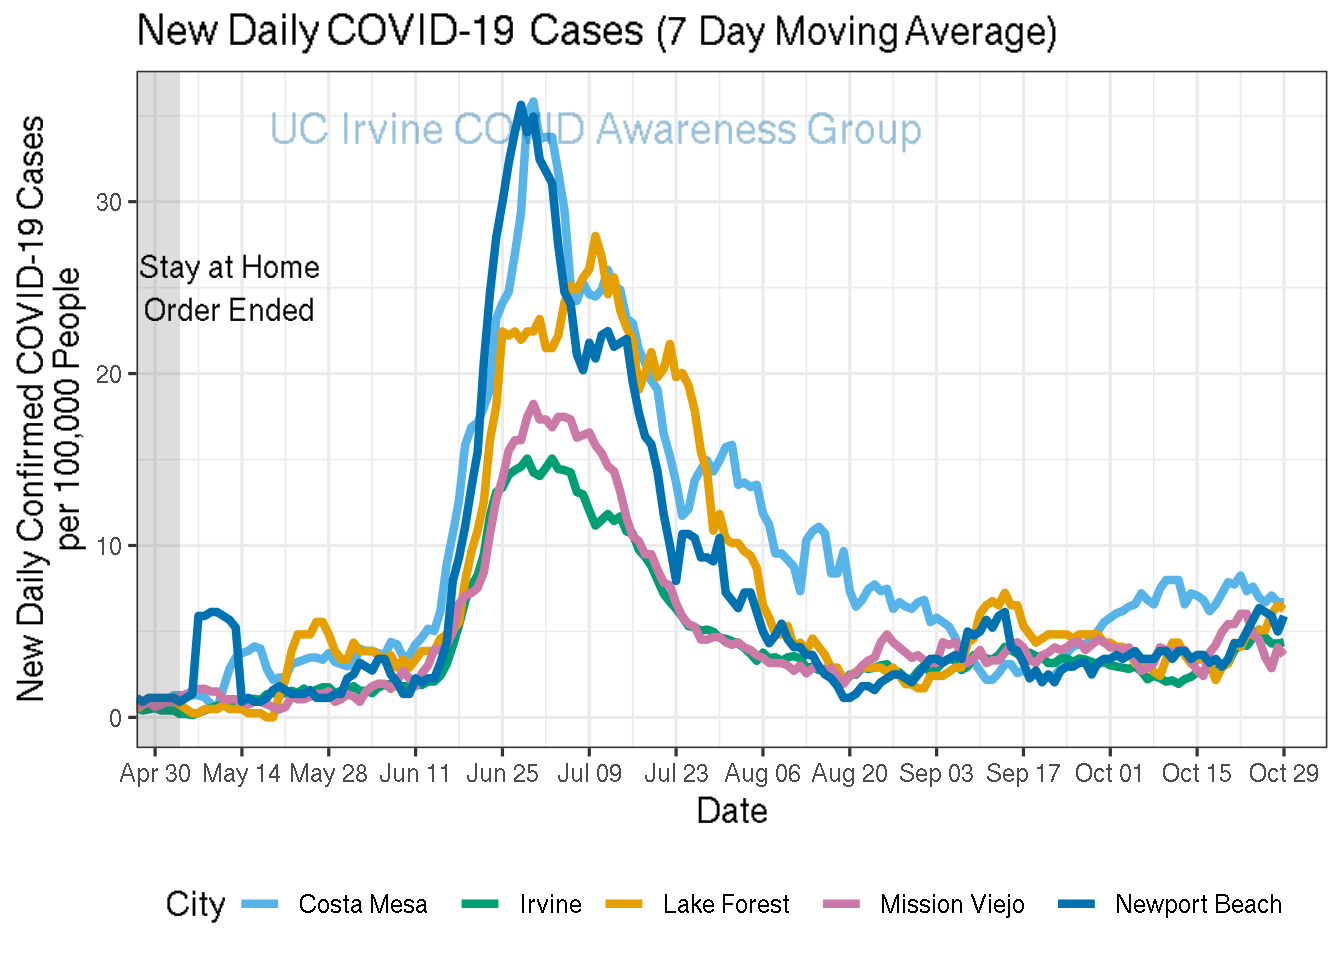 New Daily COVID-19 Cases (7 Day Moving Average)
UC Irvine COVID Awareness Group
Stay at Home
Order Ended
New Daily Confirmed COVID-19 Cases
per 100,000 People
30
20
10
0
Apr 30 May 14 May 28 Jun 11 Jun 25 Jul 09 Jul 23 Aug 06 Aug 20 Sep 03 Sep 17 Oct 01 Oct 15 Oct 29
Date
City Costa Mesa Irvine Lake Forest Mission Viejo Newport Beach